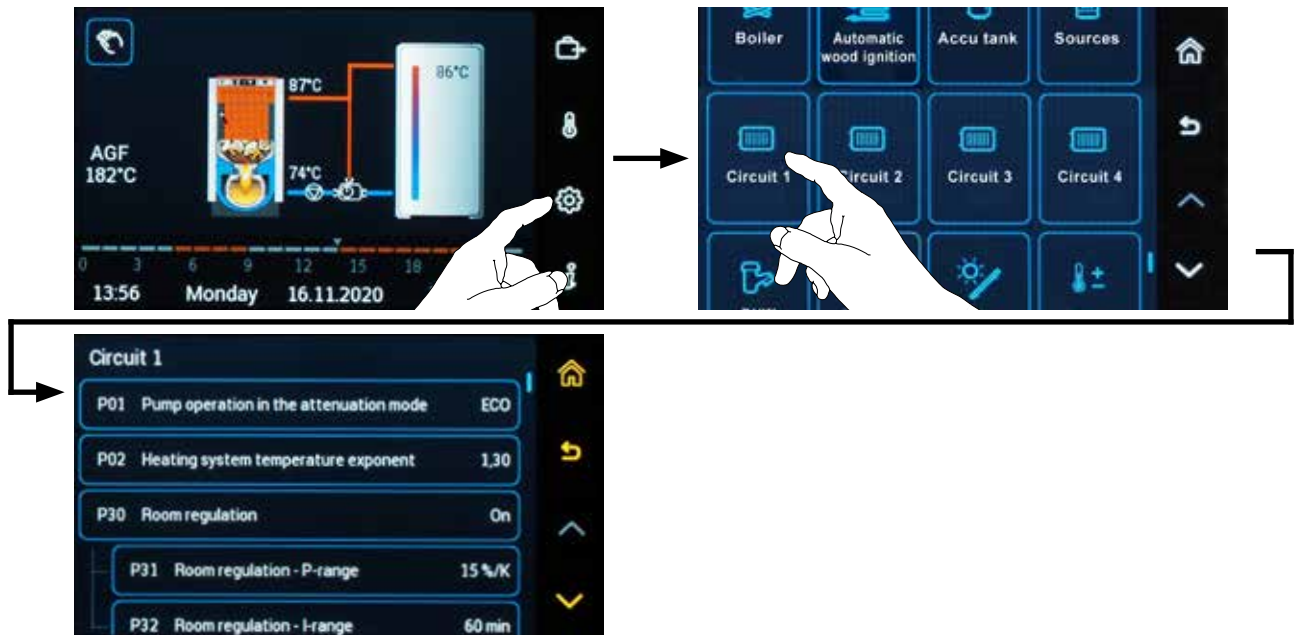 87°C
86°C
AGF
182°C
74°C
0 3 6 9 12 15 18
13:56 Monday 16.11.2020
Boiler
Automatic
wood ignition
Accu tank
Sources
Circuit 1
Circuit 2
Circuit 3
Circuit 4
Circuit 1
P01 Pump operation in the attenuation mode ECO
P02 Heating system temperature exponent 1,30
P30 Room regulation On
P31 Room regulation - P-range 15 %/K
P32 Room regulation - I-range 60 min